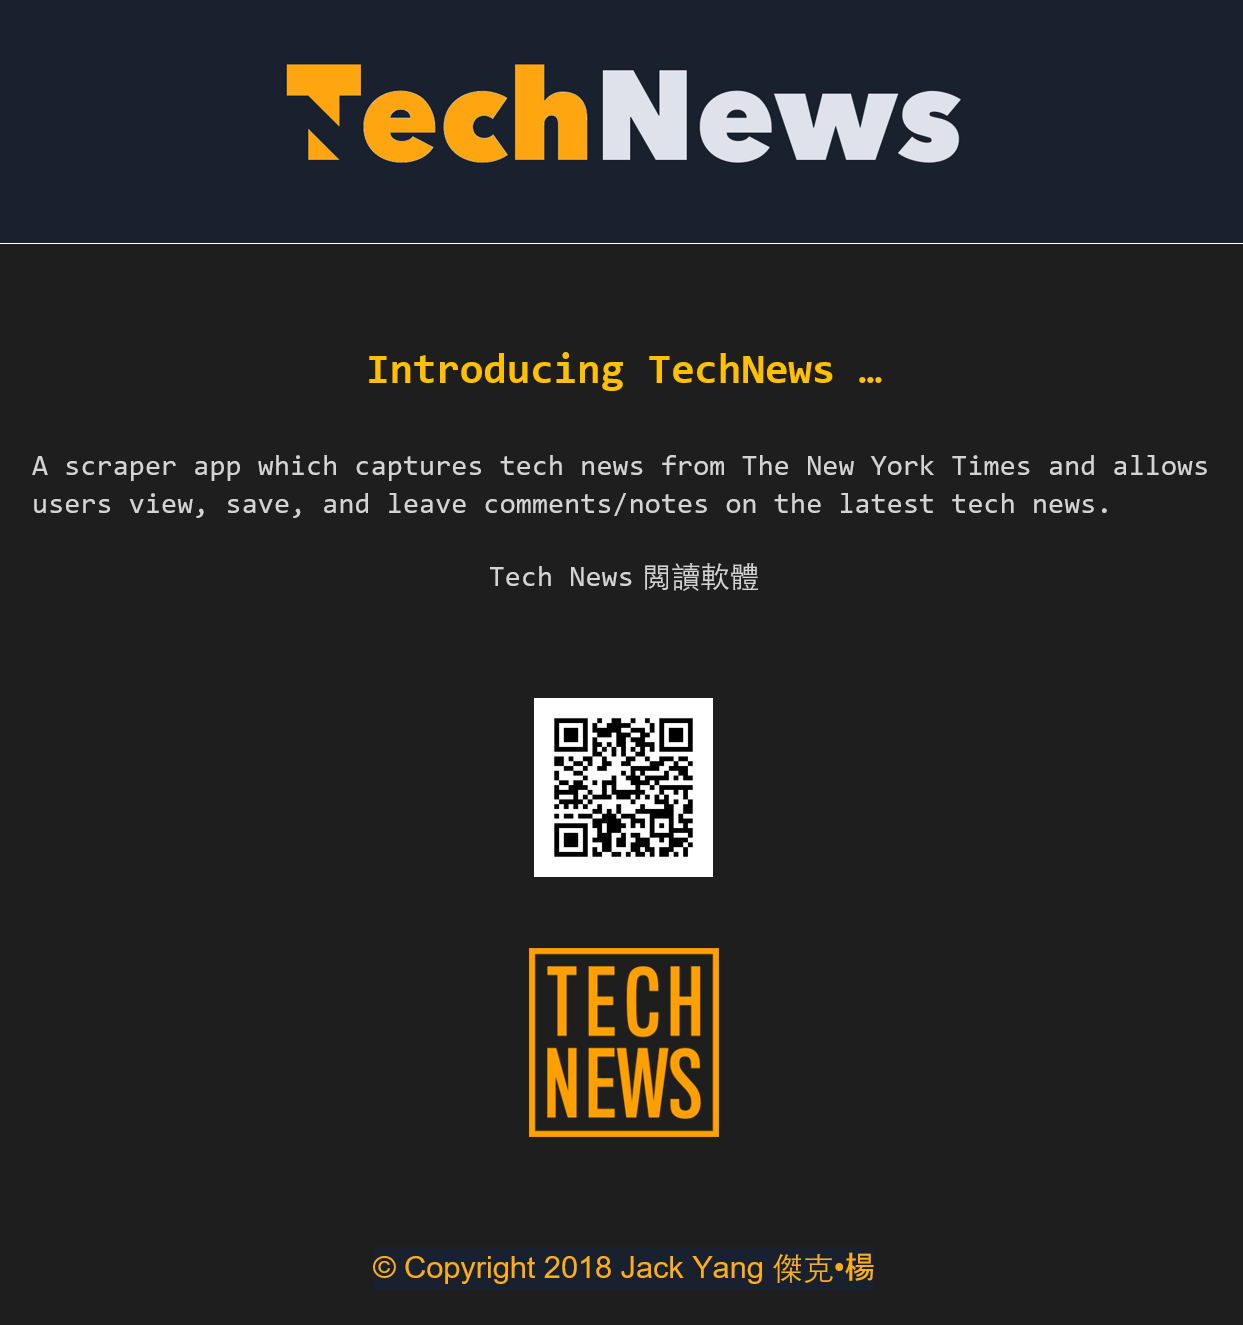 TechNews
Introducing TechNews …
A scraper app which captures tech news from The New York Times and allows
users view, save, and leave comments/notes on the latest tech news.
Tech News 閲讀軟體
TECH
NEWS
© Copyright 2018 Jack Yang 傑克•楊